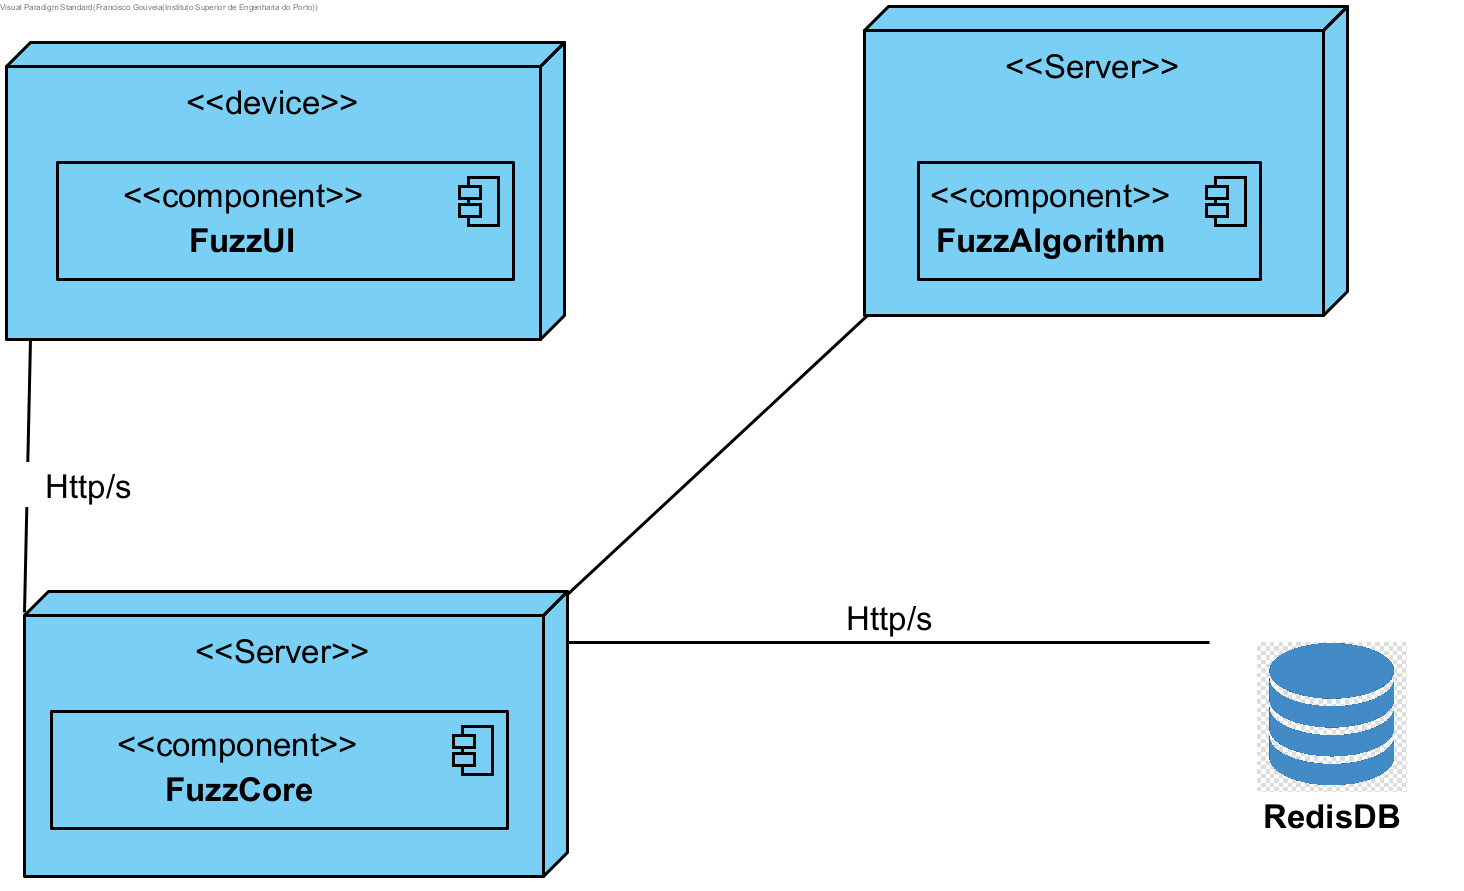 Visual Paradigm Standard(Francisco Gouveia(Instituto Superior de Engenharia do Porto))
<<device>>
<<component>>
FuzzUI
<<Server>>
<<component>>
FuzzAlgorithm
Http/s
<<Server>>
<<component>>
FuzzCore
Http/s
RedisDB